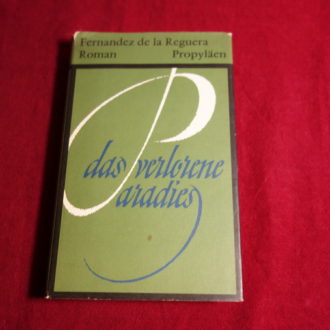 Fernandez de la Reguera
Roman Propyläen
das verlorene
Paradies